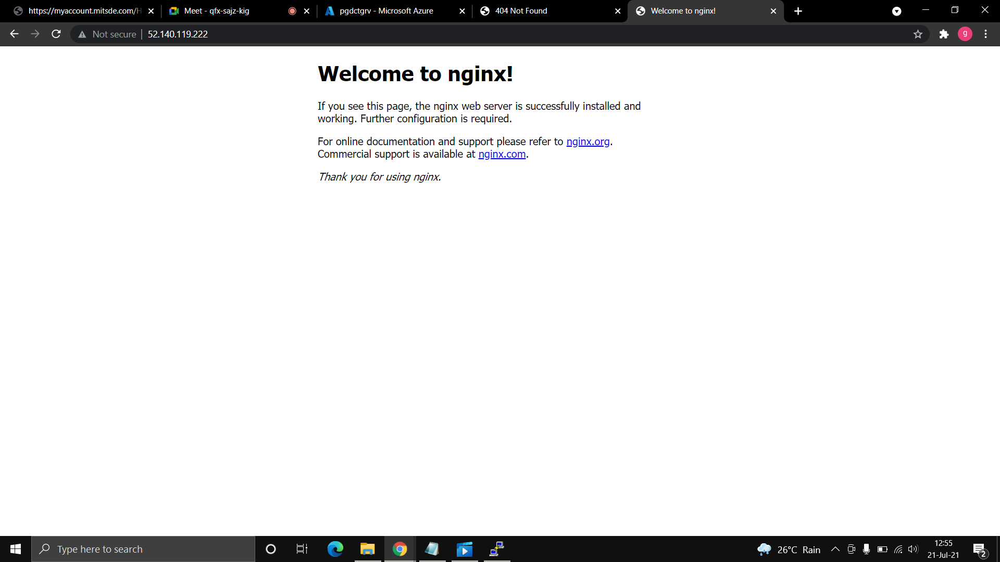 https://myaccount.mitsde.com/H
Meet - qfx-sajz-kig
pgdctgrv - Microsoft Azure
404 Not Found
Welcome to nginx!
Not secure
52.140.119.222
g
Welcome to nginx!
If you see this page, the nginx web server is successfully installed and
working. Further configuration is required.
For online documentation and support please refer to nginx.org.
Commercial support is available at nginx.com.
Thank you for using nginx.
Type here to search
26°C Rain
12:55
21-Jul-21
2